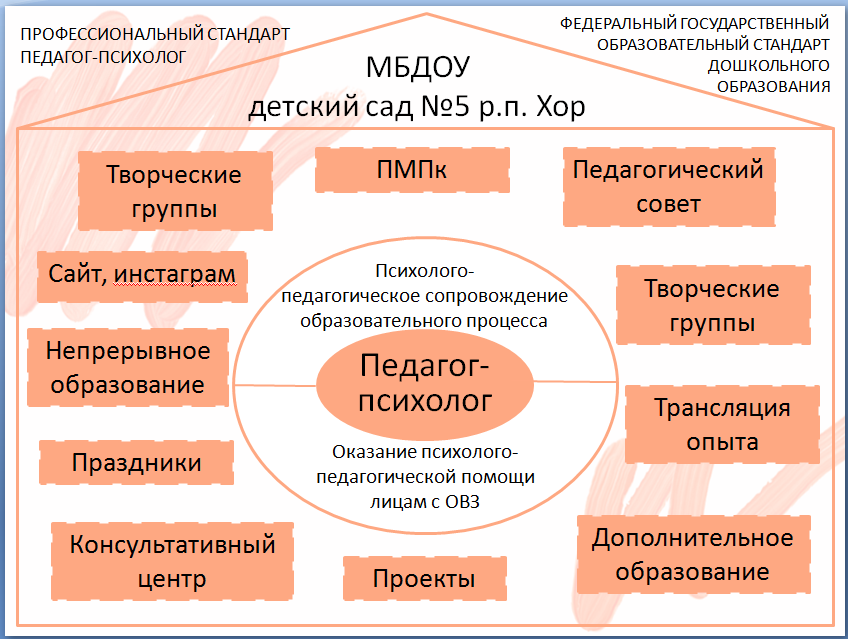 ПРОФЕССИОНАЛЬНЫЙ СТАНДАРТ
ПЕДАГОГ-ПСИХОЛОГ
ФЕДЕРАЛЬНЫЙ ГОСУДАРСТВЕННЫЙ
ОБРАЗОВАТЕЛЬНЫЙ СТАНДАРТ
ДОШКОЛЬНОГО
ОБРАЗОВАНИЯ
МБДОУ
детский сад №5 р.п. Хор
Творческие
группы
ПМПк
Педагогический
совет
Сайт, инстаграм
Психолого-
педагогическое сопровождение
образовательного процесса
Творческие
группы
Непрерывное
образование
Педагог-
психолог
Трансляция
опыта
Праздники
Оказание психолого-
педагогической помощи
лицам с ОВЗ
Консультативный
центр
Проекты
Дополнительное
образование